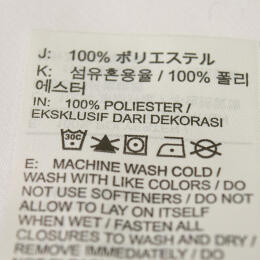 J: 100% ポリエステル
K: 섬유혼용율 / 100% 폴리
에스터
IN: 100% POLIESTER /
EKSKLUSIF DARI DEKORASI
30C
E: MACHINE WASH COLD /
WASH WITH LIKE COLORS / DO
NOT USE SOFTENERS / DO NOT
ALLOW TO LAY ON ITSELF
WHEN WET / FASTEN ALL
CLOSURES TO WASH AND DRY /
REMOVE IMMEDIATELY / DO